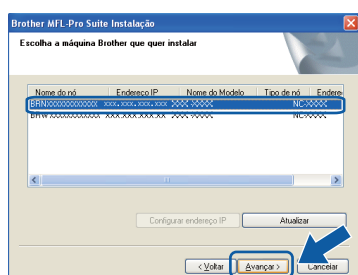 Brother MFL-Pro Suite Instalação
Escolha a máquina Brother que quer instalar
Nome do nó Endereço IP Nome do Modelo Tipo de nó Endere
BRNXXXXXXXXXXXX xxx.xxx.xxx.xxx XXX-XXXX NC-XXXX
BRWXXXXXXXXXXXX xxx.xxx.xxx.xx XXX-XXXX NC-XXXX
Configurar endereço IP Atualizar
< Voltar Avançar > Cancelar